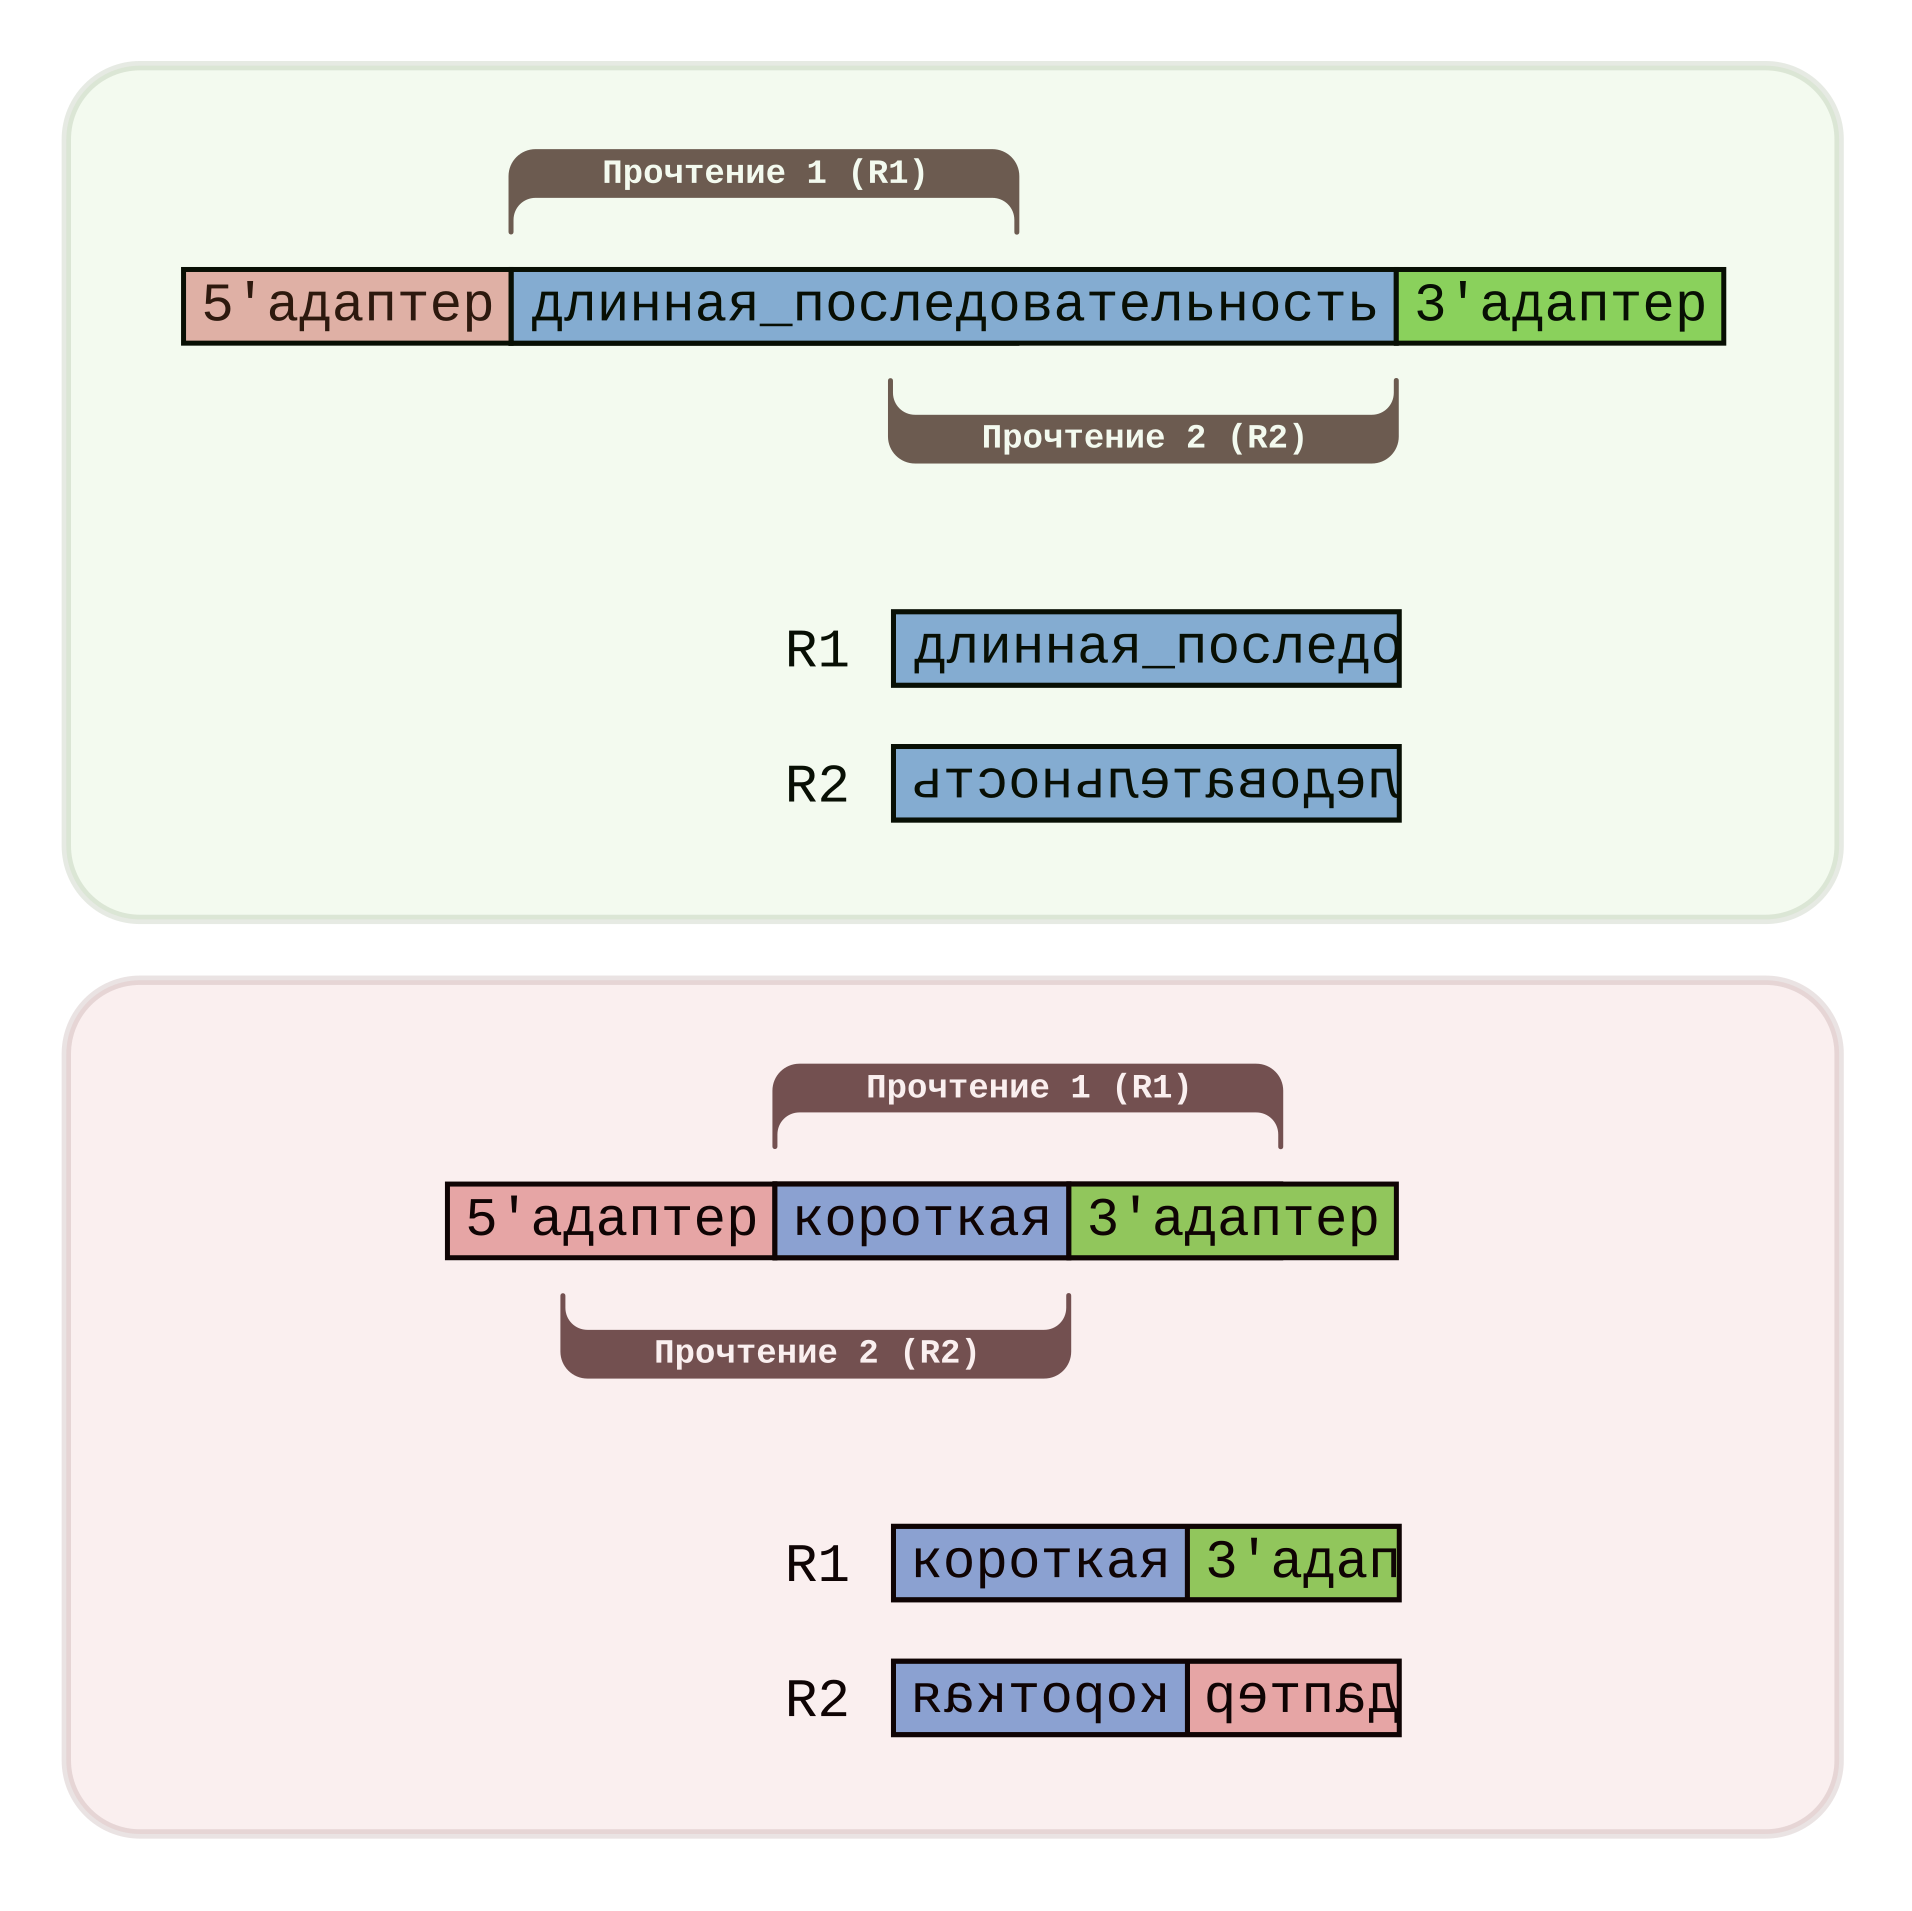 Прочтение 1 (R1)
5'адаптер длинная_последовательность 3'адаптер
Прочтение 2 (R2)
R1 длинная_последо
R2 ьтсоньлетаводел
Прочтение 1 (R1)
5'адаптер короткая 3'адаптер
Прочтение 2 (R2)
R1 короткая 3'адап
R2 яакторок ретпад